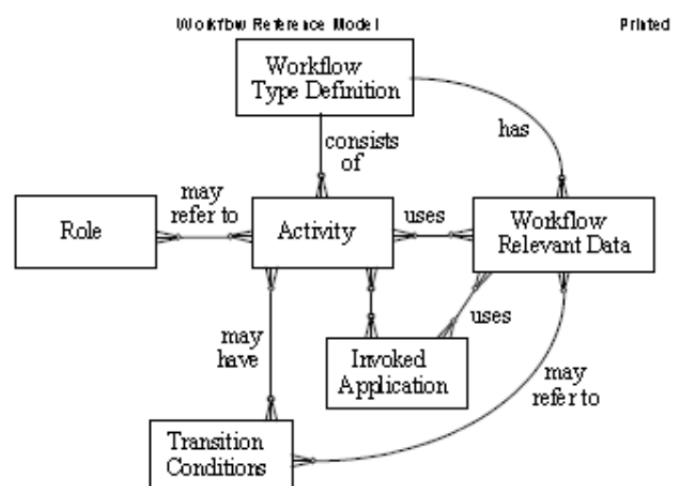 Workflow Reference Model
Printed
Workflow
Type Definition
consists
of
has
may
refer to
uses
Role
Activity
Workflow
Relevant Data
may
have
uses
Invoked
Application
may
refer to
Transition
Conditions